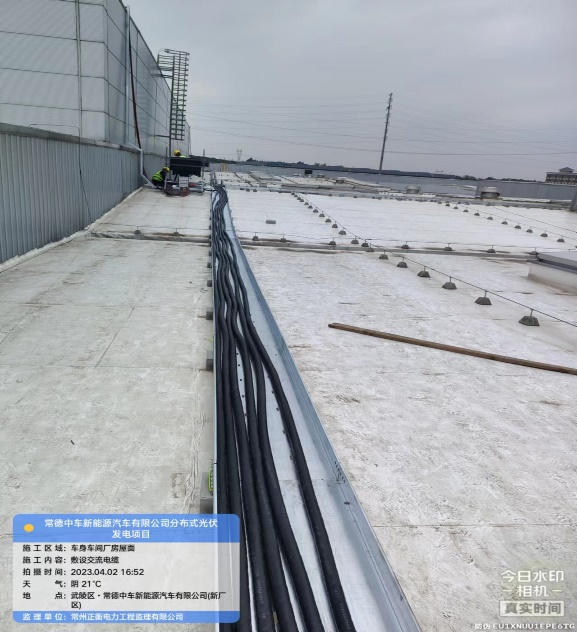 常德中车新能源汽车有限公司分布式光伏
发电项目
施工区域：车身车间厂房屋面
施工内容：敷设交流电缆
拍摄时间：2023.04.02 16:52
天气：阴 21℃
地点：武陵区·常德中车新能源汽车有限公司(新厂
区)
监理单位：常州正衡电力工程监理有限公司
今日水印
相机
真实时间
防伪 EU1XNUU1EPE6TG